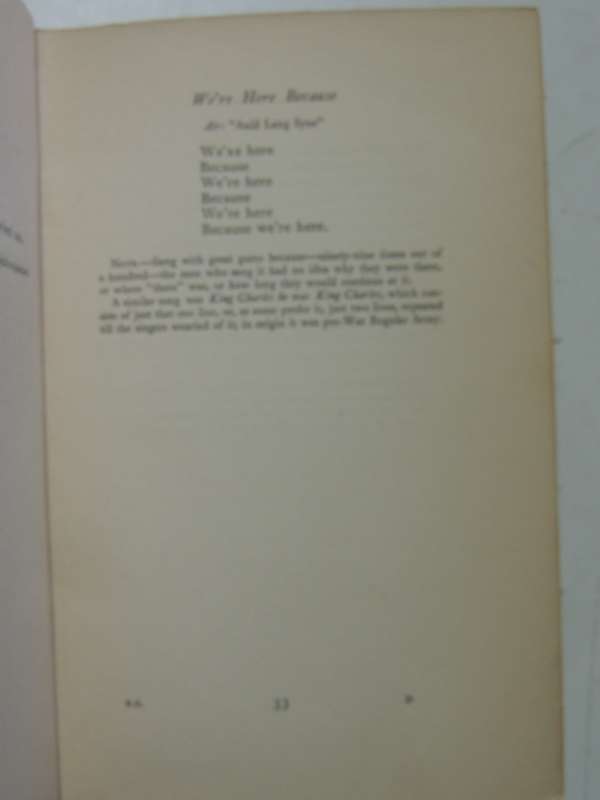 We're Here Because
Air: "Auld Lang Syne"
We're here
Because
We're here
Because
We're here
Because we're here.
NOTE.—Sung with great gusto because—ninety-nine times out of
a hundred—the men who sang it had no idea why they were there,
or where "there" was, or how long they would continue at it.
A similar song was King Charles he was King Charles, which con-
sists of just that one line, or, as some prefer it, just two lines, repeated
till the singers wearied of it; in origin it was pre-War Regular Army.
33